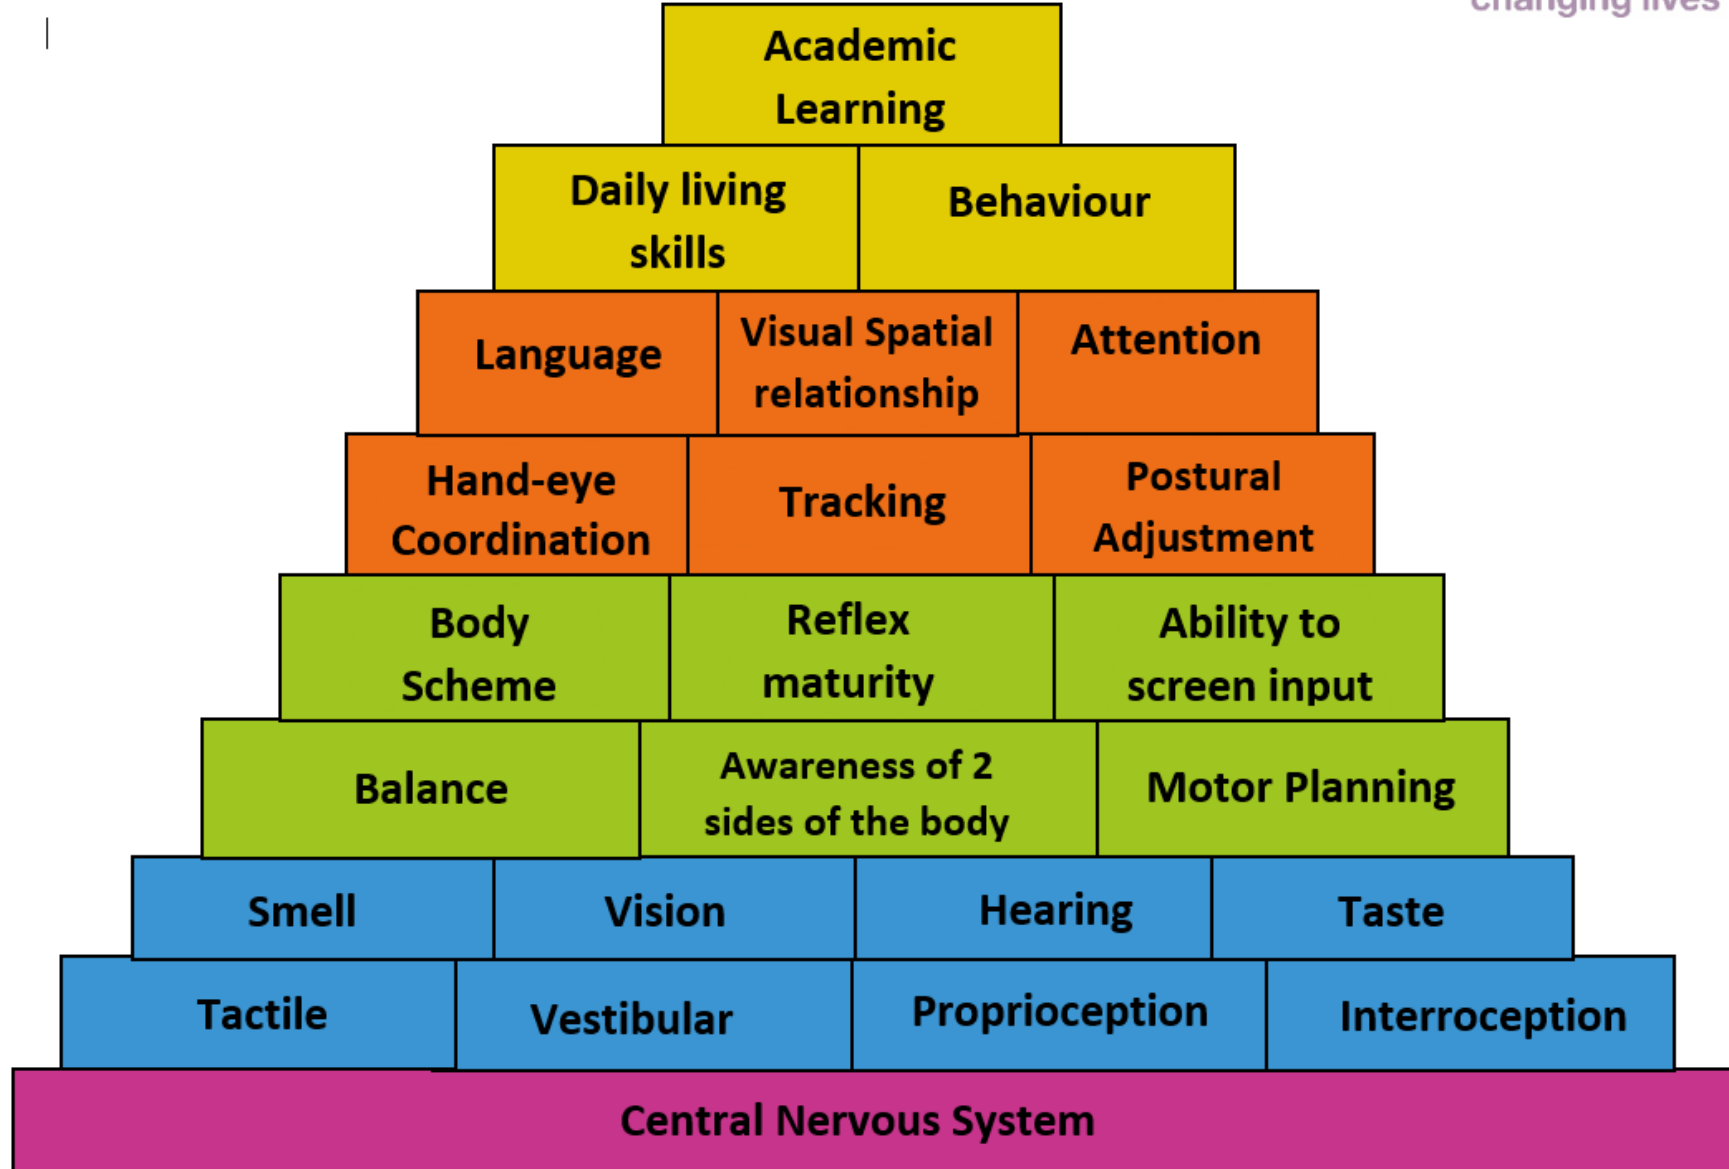 changing lives
Academic
Learning
Daily living
skills
Behaviour
Language
Visual Spatial
relationship
Attention
Hand-eye
Coordination
Tracking
Postural
Adjustment
Body
Scheme
Reflex
maturity
Ability to
screen input
Balance
Awareness of 2
sides of the body
Motor Planning
Smell
Vision
Hearing
Taste
Tactile
Vestibular
Proprioception
Interroception
Central Nervous System